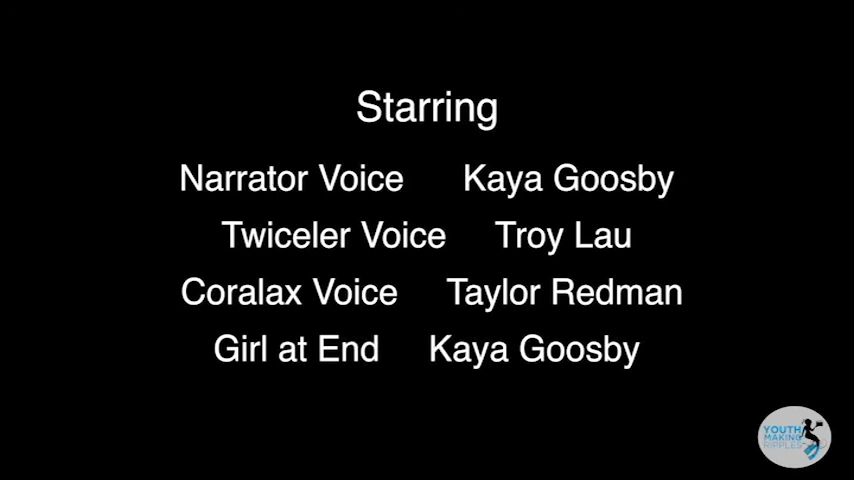 Starring
Narrator Voice Kaya Goosby
Twiceler Voice Troy Lau
Coralax Voice Taylor Redman
Girl at End Kaya Goosby
YOUTH
MAKING
RIPPLES